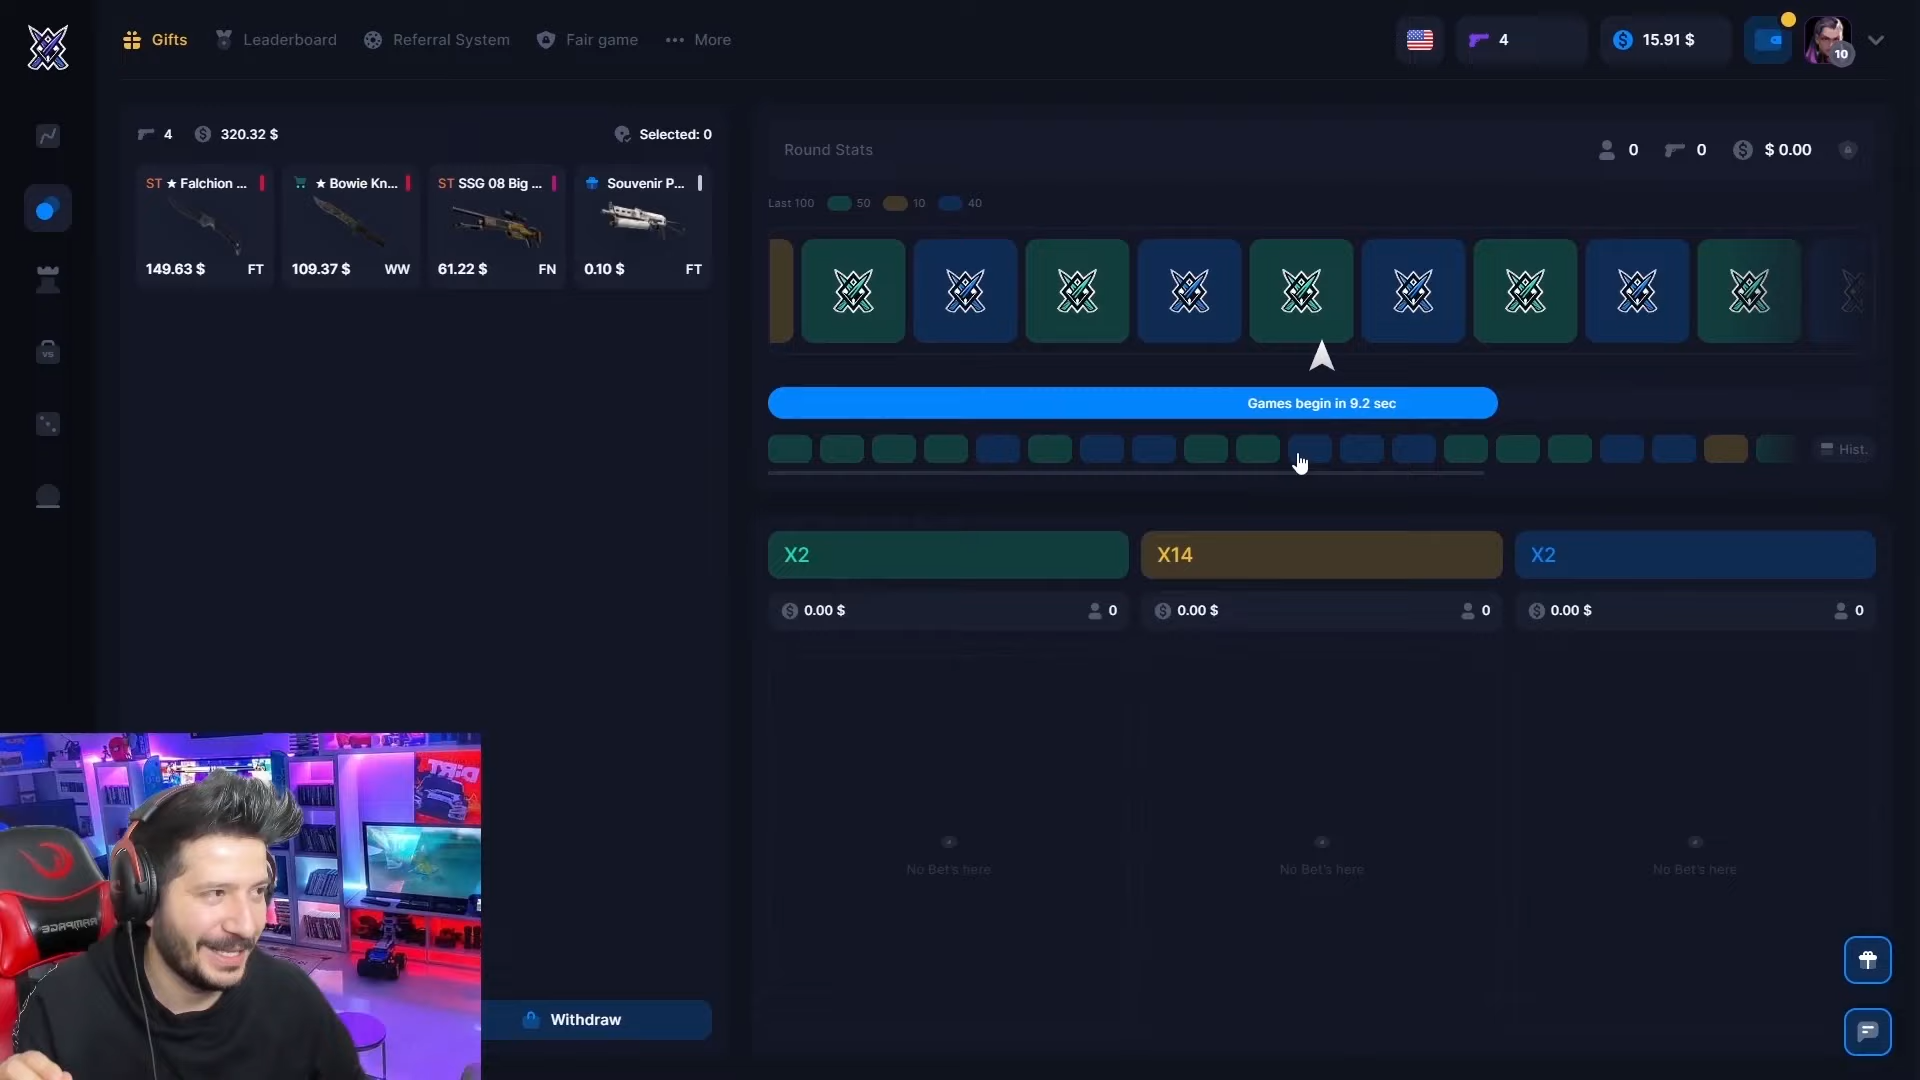 Gifts
Leaderboard
Referral System
Fair game
More
4
15.91 $
10
4
320.32 $
Selected: 0
ST ★ Falchion ...
149.63 $
FT
★ Bowie Kn...
109.37 $
WW
ST SSG 08 Big ...
61.22 $
FN
Souvenir P...
0.10 $
FT
VS
Round Stats
0
0
$ 0.00
Last 100
50
10
40
Games begin in 9.2 sec
Hist.
X2
X14
X2
0.00 $
0
0.00 $
0
0.00 $
0
No Bet's here
No Bet's here
No Bet's here
Withdraw
DiRT
RAMPAGE